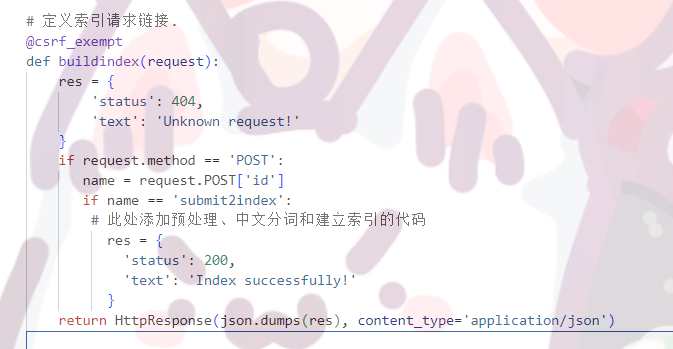 # 定义索引请求链接.
@csrf_exempt
def buildindex(request):
    res = {
        'status': 404,
        'text': 'Unknown request!'
    }
    if request.method == 'POST':
       name = request.POST['id']
       if name == 'submit2index':
        # 此处添加预处理、中文分词和建立索引的代码
          res = {
            'status': 200,
            'text': 'Index successfully!'
          }
    return HttpResponse(json.dumps(res), content_type='application/json')